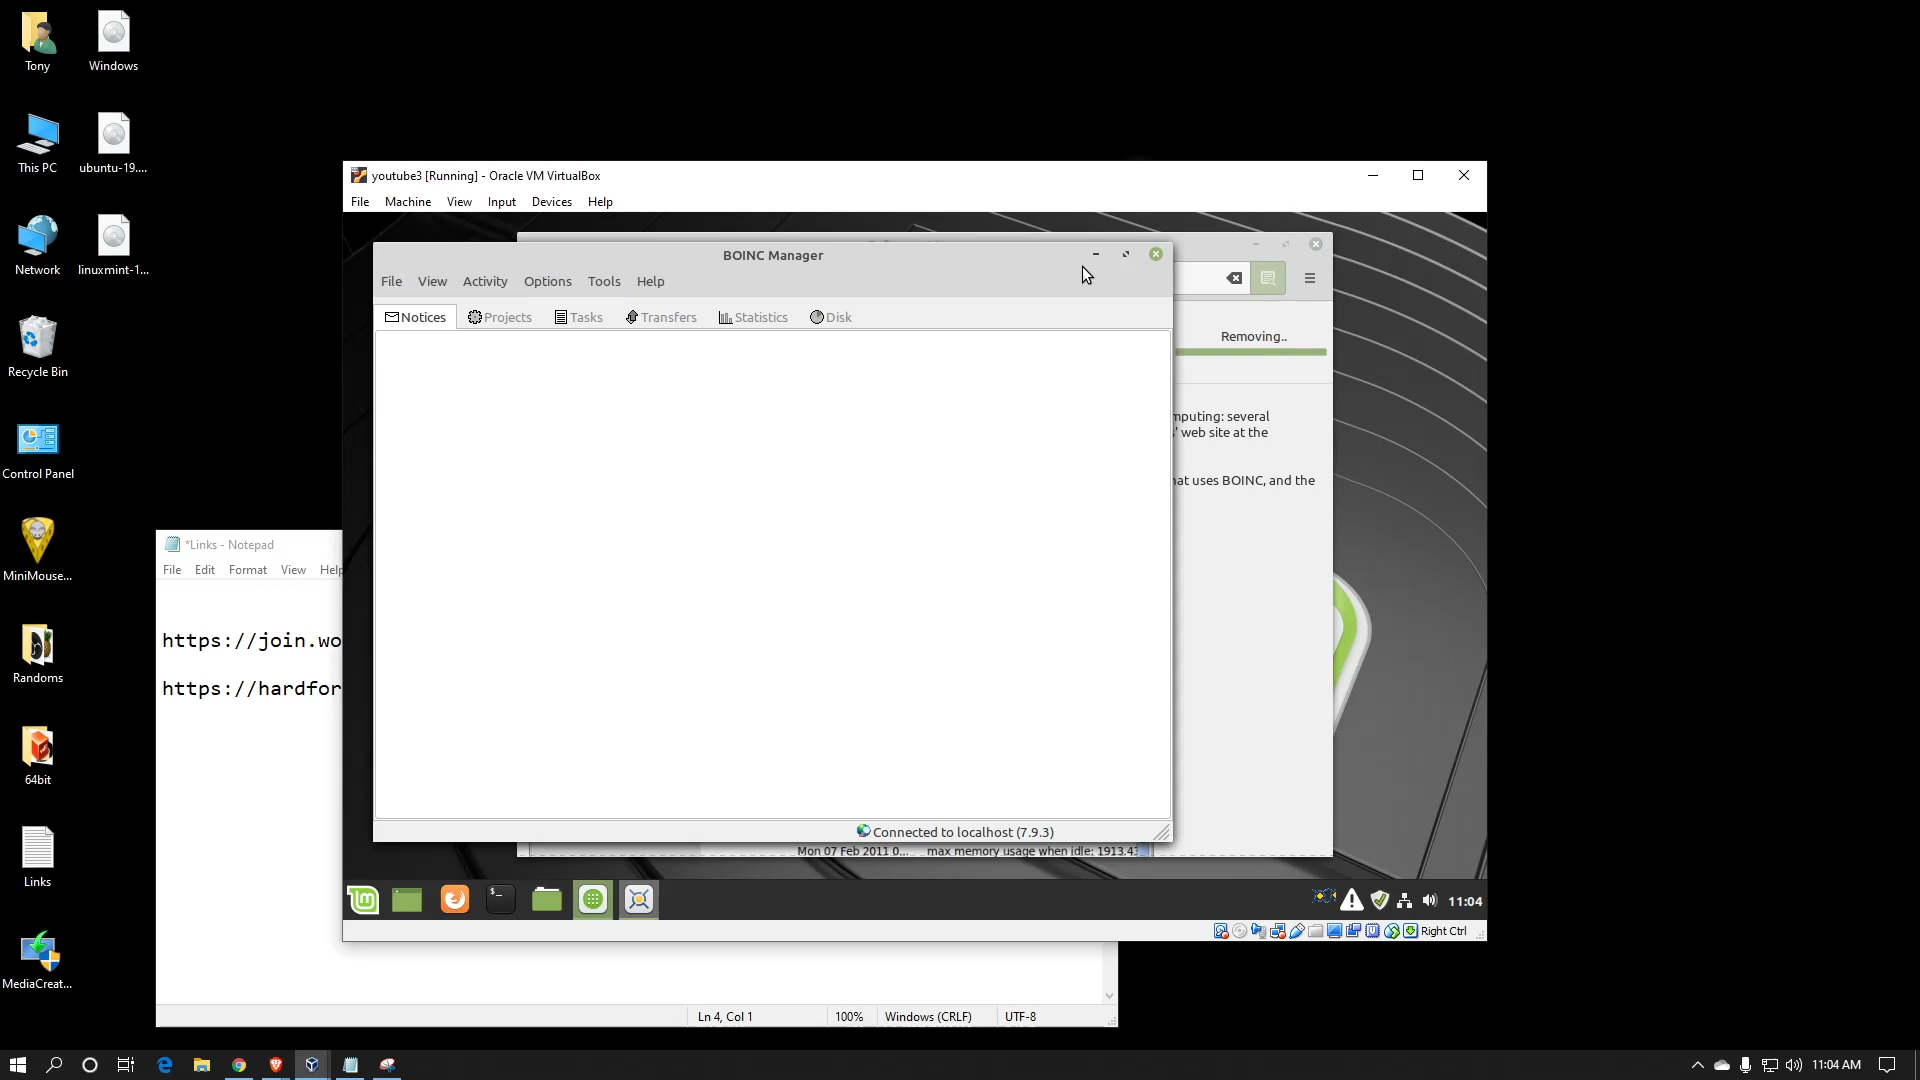 Tony
Windows
This PC
ubuntu-19....
Network
linuxmint-1...
Recycle Bin
Control Panel
MiniMouse...
Randoms
64bit
Links
MediaCreat...
youtube3 [Running] - Oracle VM VirtualBox
File Machine View Input Devices Help
BOINC Manager
File View Activity Options Tools Help
Notices Projects Tasks Transfers Statistics Disk
Removing..
mputing: several
' web site at the
hat uses BOINC, and the
Connected to localhost (7.9.3)
Mon 07 Feb 2011 0... max memory usage when idle: 1913.43
11:04
Right Ctrl
*Links - Notepad
File Edit Format View Help
https://join.wo
https://hardfor
Ln 4, Col 1 100% Windows (CRLF) UTF-8
11:04 AM